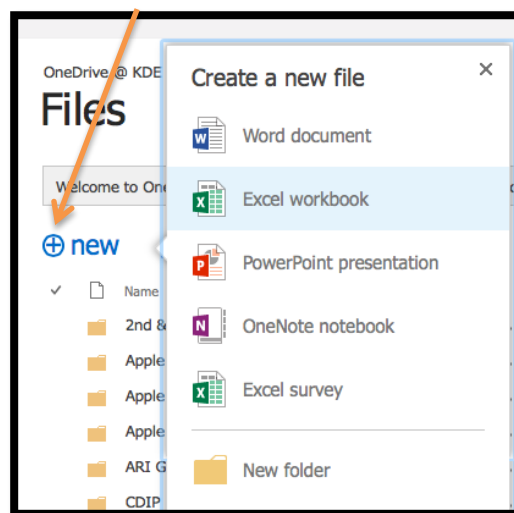 OneDrive @ KDE
Files
Welcome to One
new
Name
2nd &
Apple
Apple
Apple
ARI G
CDIP
Create a new file
Word document
Excel workbook
PowerPoint presentation
OneNote notebook
Excel survey
New folder